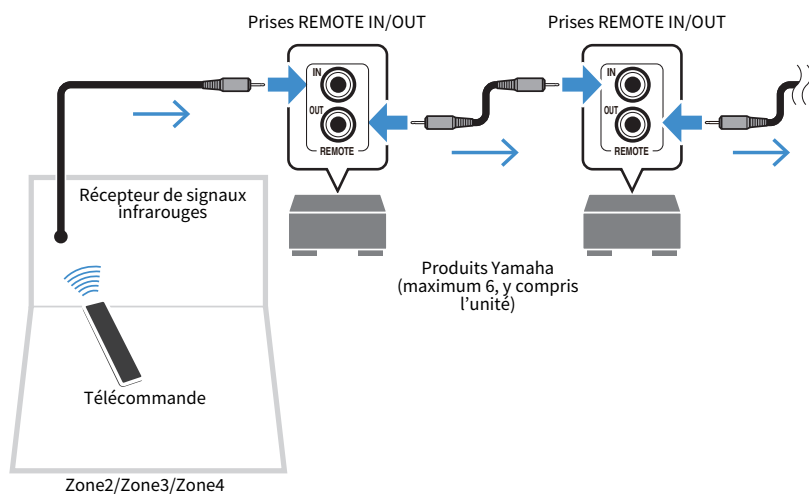 Prises REMOTE IN/OUT
Prises REMOTE IN/OUT
IN
OUT
REMOTE
IN
OUT
REMOTE
Récepteur de signaux
infrarouges
Produits Yamaha
(maximum 6, y compris
l’unité)
Télécommande
Zone2/Zone3/Zone4